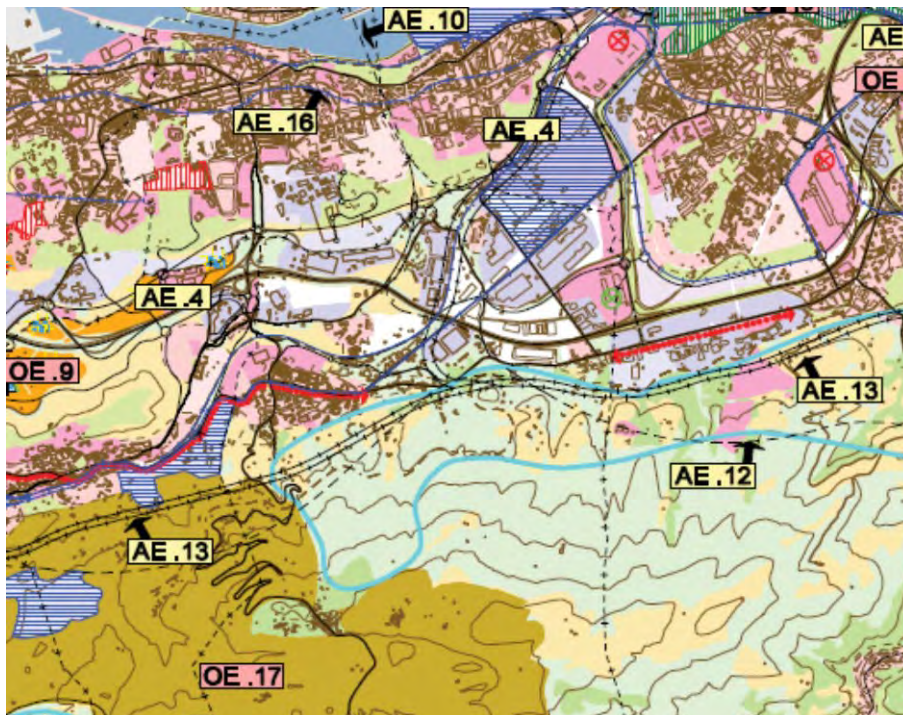 AE .10
AE
OE
AE .16
AE .4
AE .4
OE .9
AE .13
AE .12
AE .13
OE .17